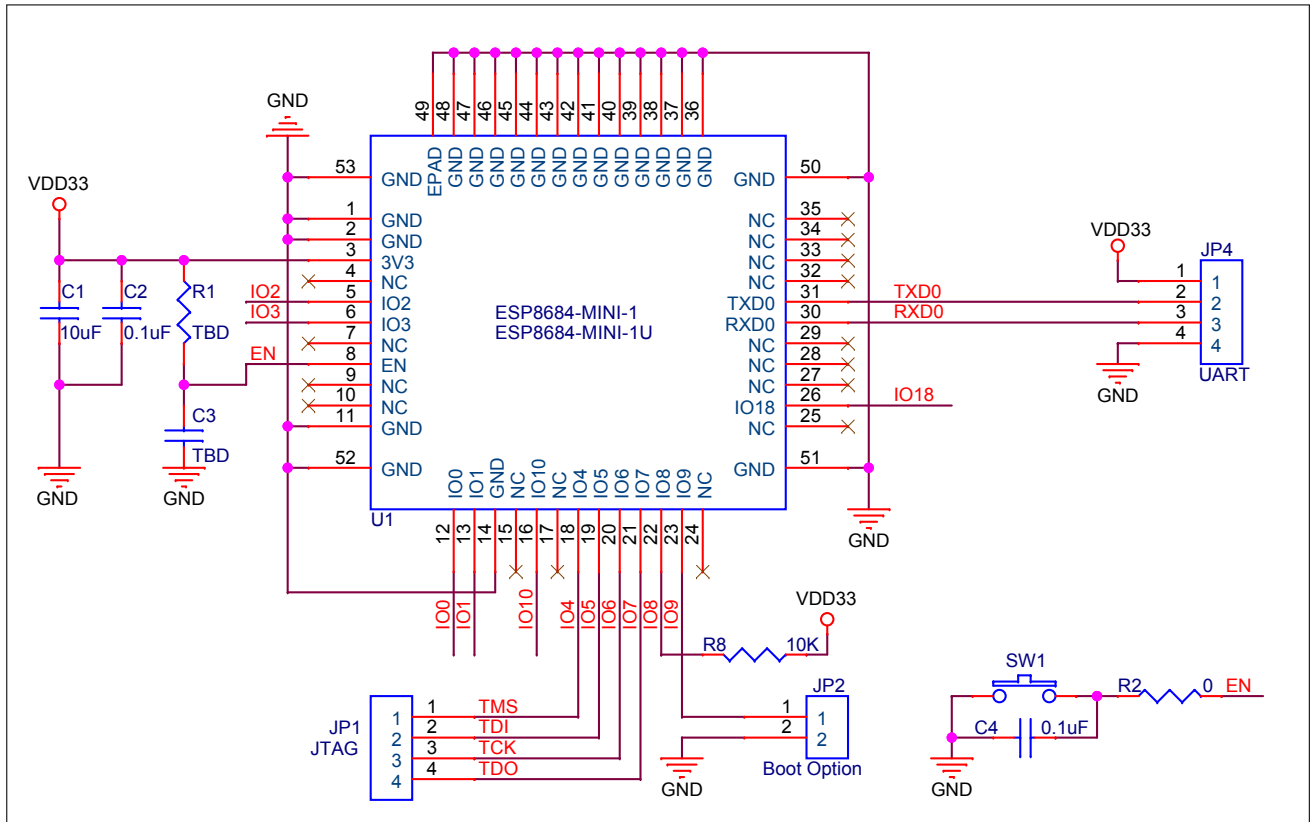 49 48 47 46 45 44 43 42 41 40 39 38 37 36
EPAD GND GND GND GND GND GND GND GND GND GND GND GND GND
GND
VDD33
C1
10uF
C2
0.1uF
R1
TBD
EN
C3
TBD
GND
GND
IO2
IO3
53 GND
1 GND
2 GND
3 3V3
4 NC
5 IO2
6 IO3
7 NC
8 EN
9 NC
10 NC
11 GND
52 GND
ESP8684-MINI-1
ESP8684-MINI-1U
GND 50
NC 35
NC 34
NC 33
NC 32
TXD0 31
RXD0 30
NC 29
NC 28
NC 27
IO18 26
NC 25
GND 51
TXD0
RXD0
IO18
VDD33
JP4
1 1
2 2
3 3
4 4
UART
GND
GND
U1
IO0 IO1 GND NC IO10 NC IO4 IO5 IO6 IO7 IO8 IO9 NC
12 13 14 15 16 17 18 19 20 21 22 23 24
IO0 IO1 IO10 IO4 IO5 IO6 IO7 IO8 IO9
VDD33
R8 10K
JP1
JTAG
1 1 TMS
2 2 TDI
3 3 TCK
4 4 TDO
JP2
1 1
2 2
Boot Option
GND
SW1
R2 0 EN
C4 0.1uF
GND